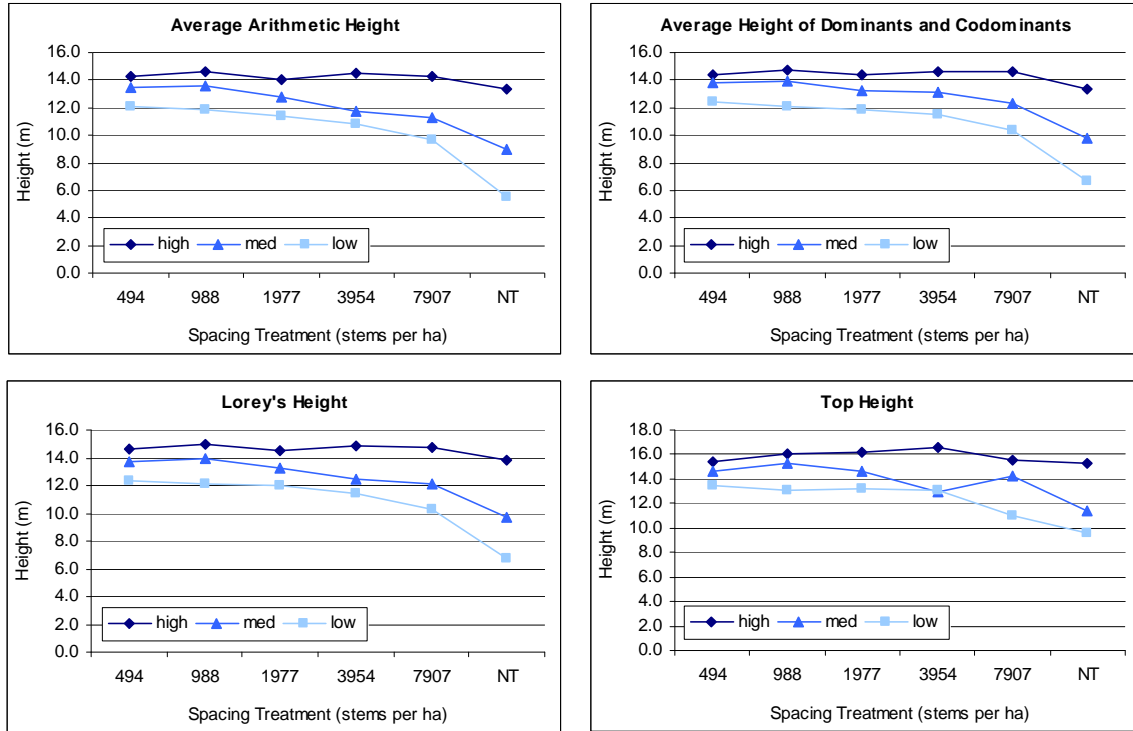 Average Arithmetic Height
16.0
14.0
12.0
10.0
8.0
6.0
4.0
2.0
0.0
Height (m)
high med low
494 988 1977 3954 7907 NT
Spacing Treatment (stems per ha)
Average Height of Dominants and Codominants
16.0
14.0
12.0
10.0
8.0
6.0
4.0
2.0
0.0
Height (m)
high med low
494 988 1977 3954 7907 NT
Spacing Treatment (stems per ha)
Lorey's Height
16.0
14.0
12.0
10.0
8.0
6.0
4.0
2.0
0.0
Height (m)
high med low
494 988 1977 3954 7907 NT
Spacing Treatment (stems per ha)
Top Height
18.0
16.0
14.0
12.0
10.0
8.0
6.0
4.0
2.0
0.0
Height (m)
high med low
494 988 1977 3954 7907 NT
Spacing Treatment (stems per ha)